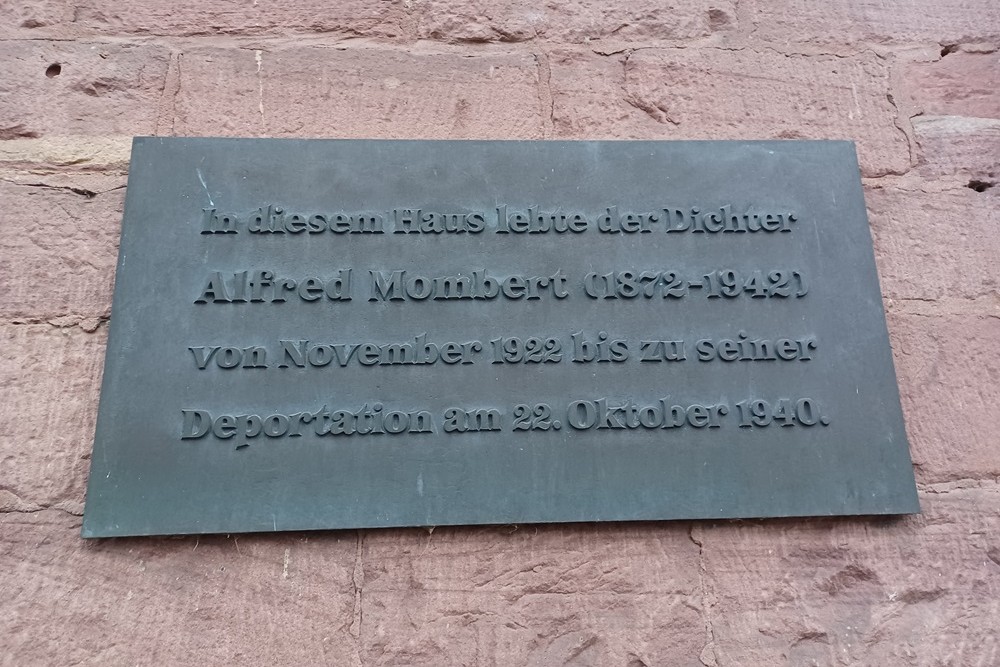 In diesem Haus lebte der Dichter
Alfred Mombert (1872-1942)
von November 1922 bis zu seiner
Deportation am 22. Oktober 1940.